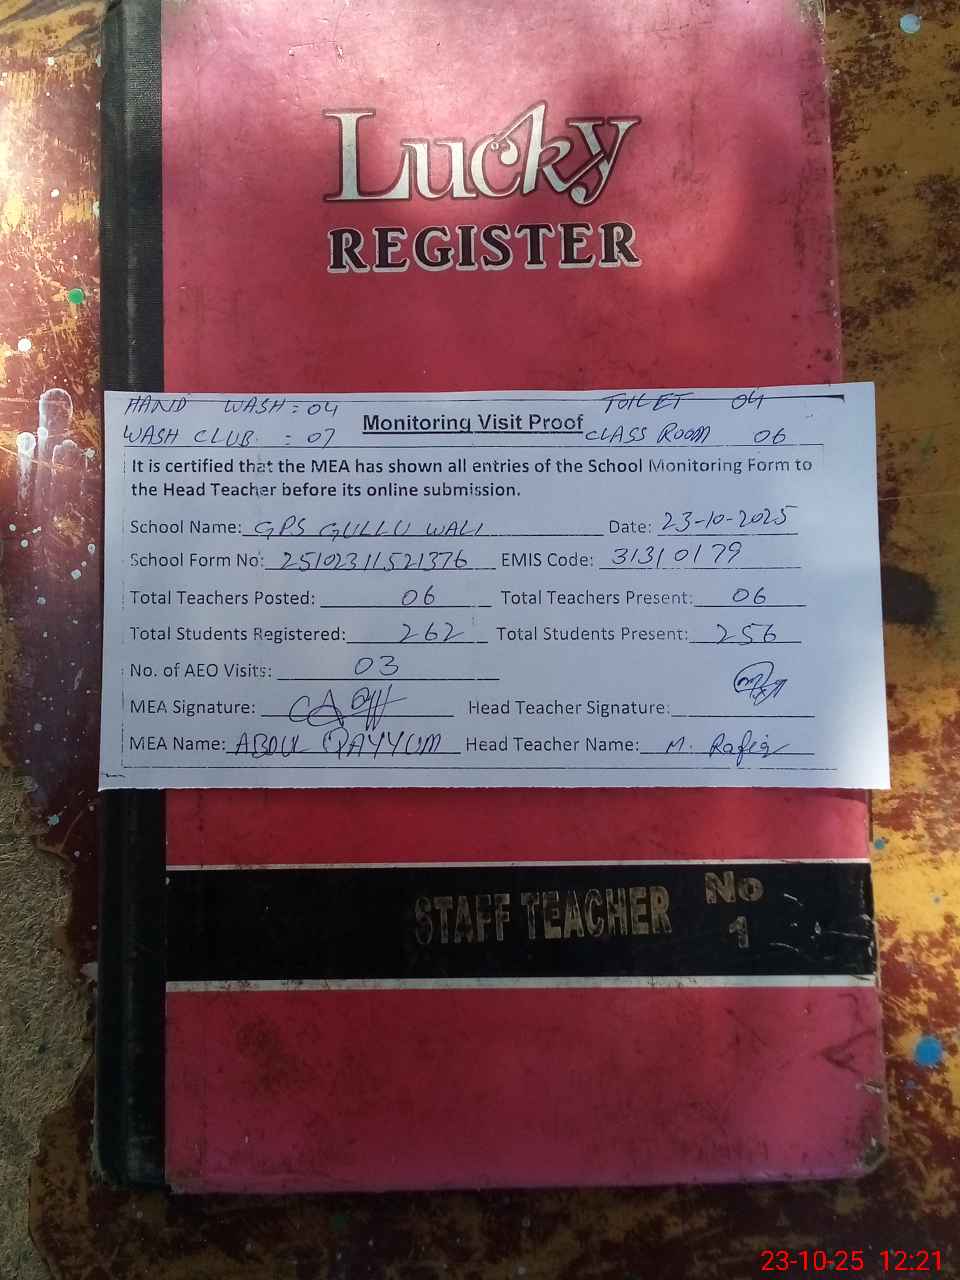 Lucky
REGISTER
HAND WASH: 04 TOILET 04
WASH CLUB : 07 Monitoring Visit Proof CLASS ROOM 06
It is certified that the MEA has shown all entries of the School Monitoring Form to
the Head Teacher before its online submission.
School Name: GPS GULLU WALI Date: 23-10-2025
School Form No: 25102311521376 EMIS Code: 31310179
Total Teachers Posted: 06 Total Teachers Present: 06
Total Students Registered: 262 Total Students Present: 256
No. of AEO Visits: 03
MEA Signature: Head Teacher Signature:
MEA Name: ABDUL QAYYUM Head Teacher Name: M. Rafiq
STAFF TEACHER No
1
23-10-25 12:21